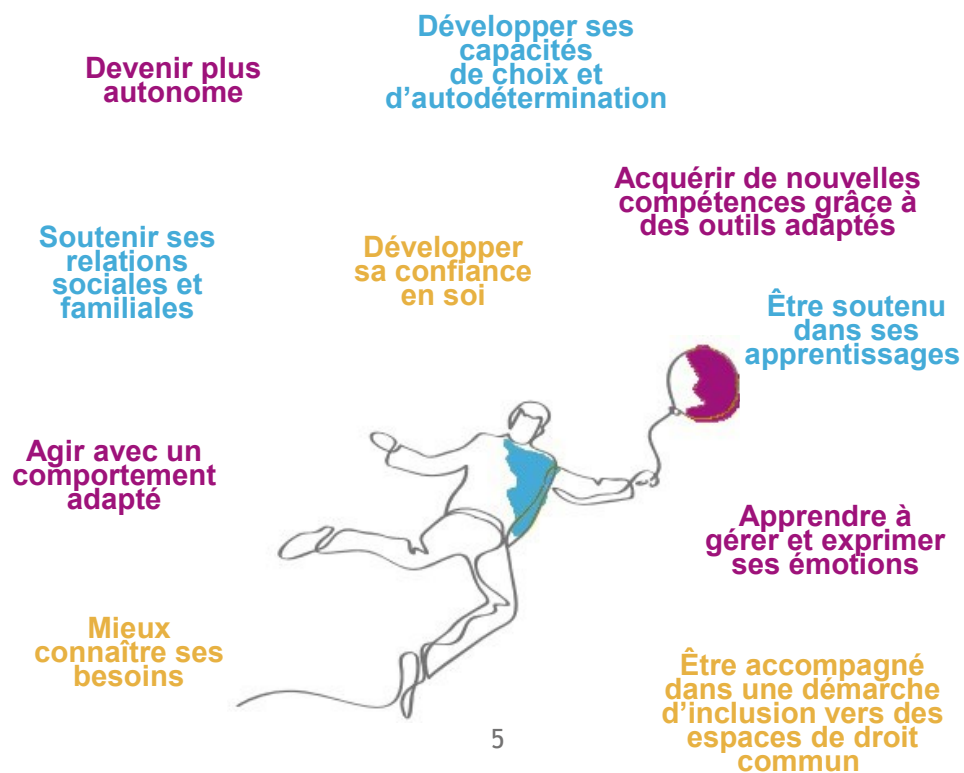 Devenir plus
autonome
Développer ses
capacités
de choix et
d'autodétermination
Acquérir de nouvelles
compétences grâce à
des outils adaptés
Soutenir ses
relations
sociales et
familiales
Développer
sa confiance
en soi
Être soutenu
dans ses
apprentissages
Agir avec un
comportement
adapté
Apprendre à
gérer et exprimer
ses émotions
Mieux
connaître ses
besoins
Être accompagné
dans une démarche
d'inclusion vers des
espaces de droit
commun
5